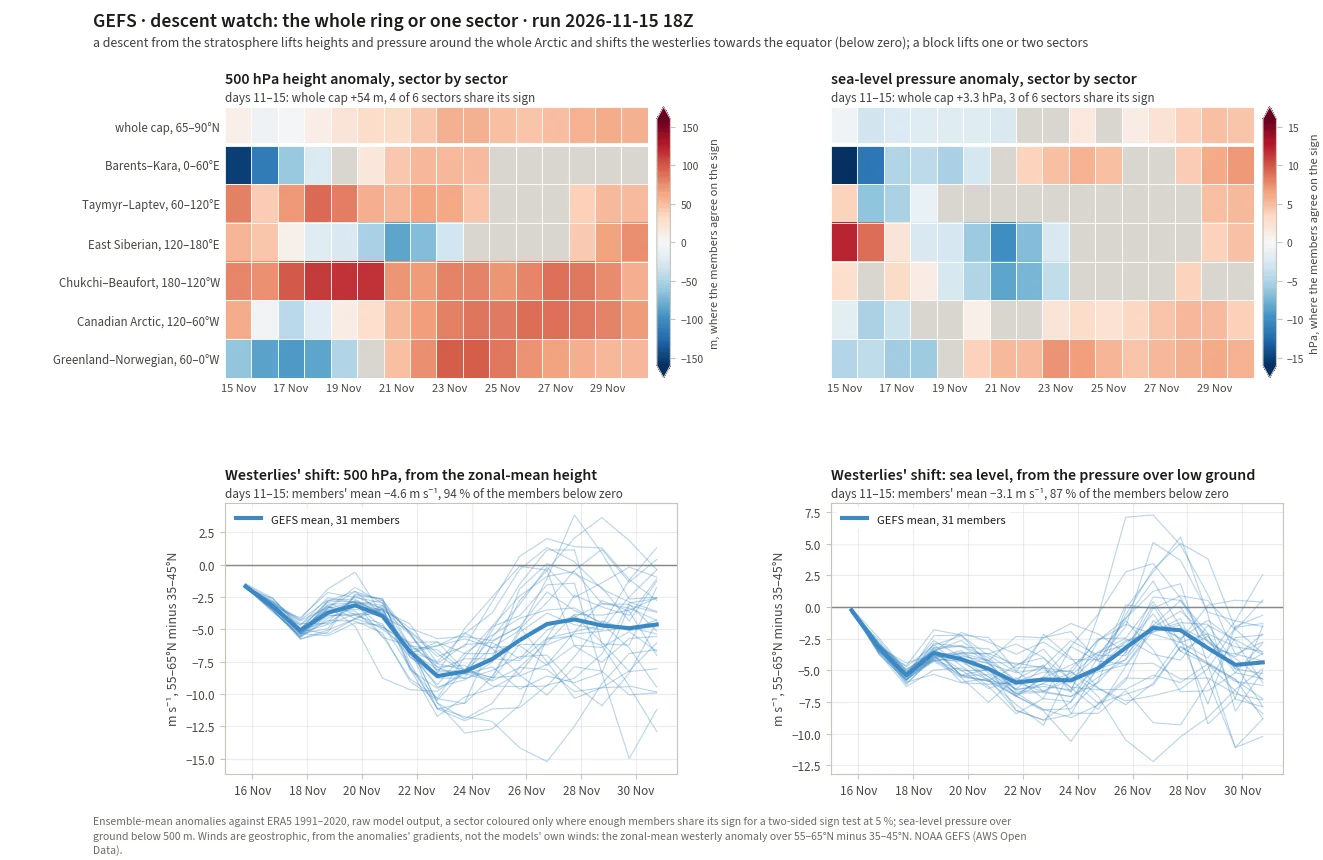 GEFS · descent watch: the whole ring or one sector · run 2026-11-15 18Z
a descent from the stratosphere lifts heights and pressure around the whole Arctic and shifts the westerlies towards the equator (below zero); a block lifts one or two sectors
500 hPa height anomaly, sector by sector
days 11–15: whole cap +54 m, 4 of 6 sectors share its sign
whole cap, 65–90°N
Barents–Kara, 0–60°E
Taymyr–Laptev, 60–120°E
East Siberian, 120–180°E
Chukchi–Beaufort, 180–120°W
Canadian Arctic, 120–60°W
Greenland–Norwegian, 60–0°W
15 Nov 17 Nov 19 Nov 21 Nov 23 Nov 25 Nov 27 Nov 29 Nov
150
100
50
0
−50
−100
−150
m, where the members agree on the sign
sea-level pressure anomaly, sector by sector
days 11–15: whole cap +3.3 hPa, 3 of 6 sectors share its sign
15 Nov 17 Nov 19 Nov 21 Nov 23 Nov 25 Nov 27 Nov 29 Nov
15
10
5
0
−5
−10
−15
hPa, where the members agree on the sign
Westerlies' shift: 500 hPa, from the zonal-mean height
days 11–15: members' mean −4.6 m s⁻¹, 94 % of the members below zero
GEFS mean, 31 members
m s⁻¹, 55–65°N minus 35–45°N
2.5
0.0
−2.5
−5.0
−7.5
−10.0
−12.5
−15.0
16 Nov 18 Nov 20 Nov 22 Nov 24 Nov 26 Nov 28 Nov 30 Nov
Westerlies' shift: sea level, from the pressure over low ground
days 11–15: members' mean −3.1 m s⁻¹, 87 % of the members below zero
GEFS mean, 31 members
m s⁻¹, 55–65°N minus 35–45°N
7.5
5.0
2.5
0.0
−2.5
−5.0
−7.5
−10.0
−12.5
16 Nov 18 Nov 20 Nov 22 Nov 24 Nov 26 Nov 28 Nov 30 Nov
Ensemble-mean anomalies against ERA5 1991–2020, raw model output, a sector coloured only where enough members share its sign for a two-sided sign test at 5 %; sea-level pressure over
ground below 500 m. Winds are geostrophic, from the anomalies' gradients, not the models' own winds: the zonal-mean westerly anomaly over 55–65°N minus 35–45°N. NOAA GEFS (AWS Open
Data).